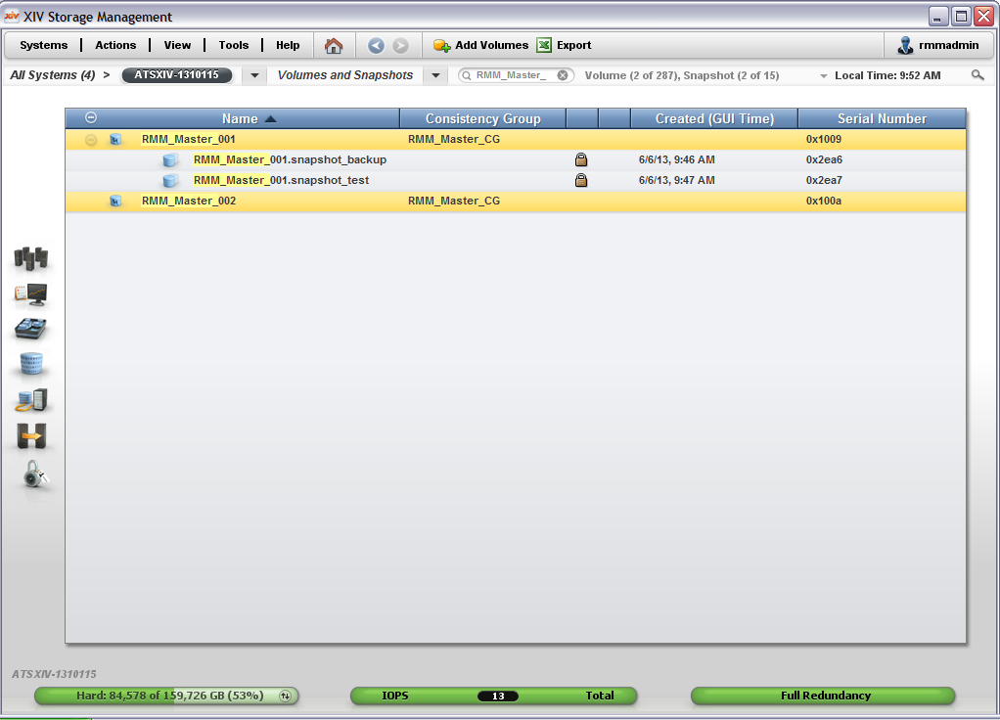 XIV XIV Storage Management
Systems Actions View Tools Help Add Volumes Export rmmadmin
All Systems (4) > ATSXIV-1310115 Volumes and Snapshots RMM_Master_ Volume (2 of 287), Snapshot (2 of 15) Local Time: 9:52 AM
Name Consistency Group Created (GUI Time) Serial Number
RMM_Master_001 RMM_Master_CG 0x1009
RMM_Master_001.snapshot_backup 6/6/13, 9:46 AM 0x2ea6
RMM_Master_001.snapshot_test 6/6/13, 9:47 AM 0x2ea7
RMM_Master_002 RMM_Master_CG 0x100a
ATSXIV-1310115
Hard: 84,578 of 159,726 GB (53%) IOPS 13 Total Full Redundancy